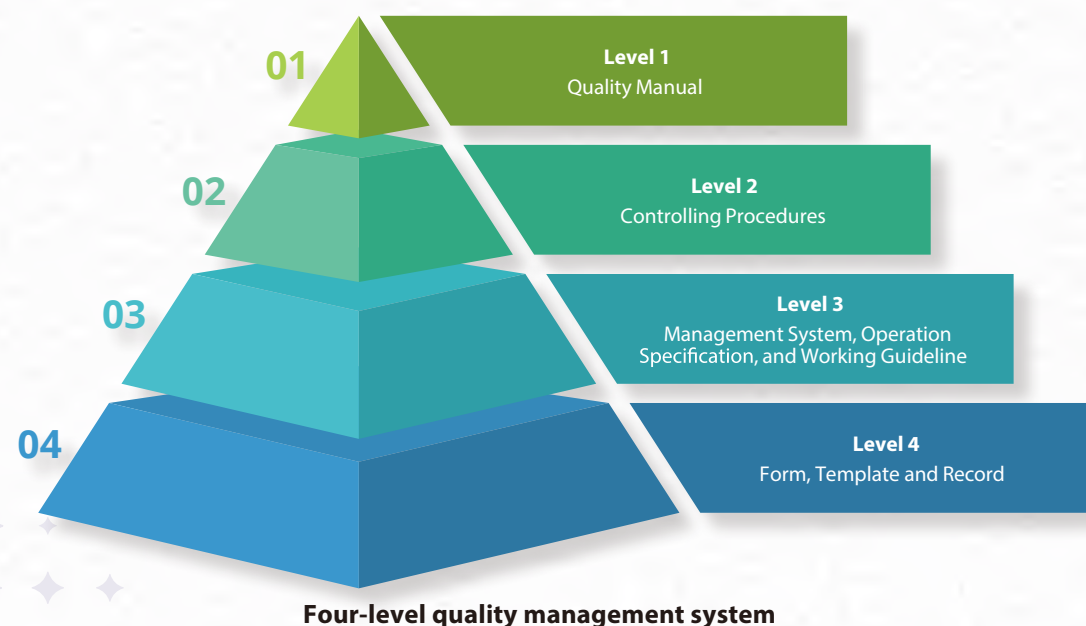 01
Level 1
Quality Manual
02
Level 2
Controlling Procedures
03
Level 3
Management System, Operation
Specification, and Working Guideline
04
Level 4
Form, Template and Record
Four-level quality management system